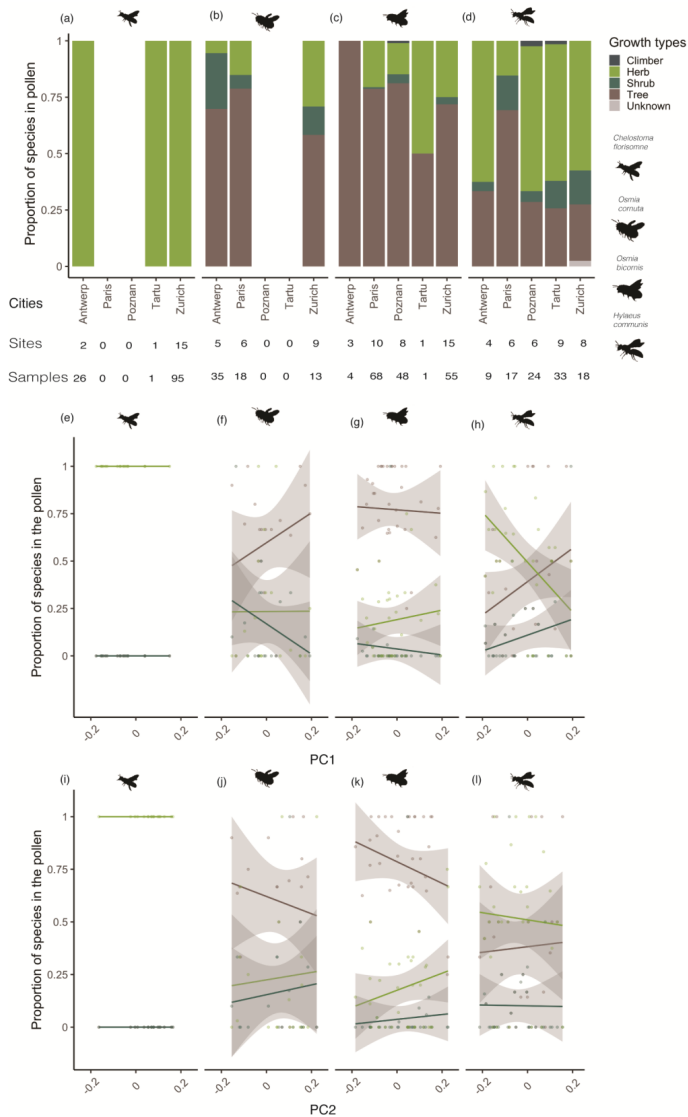 (a) (b) (c) (d)
Proportion of species in pollen
1
0.75
0.5
0.25
0
Growth types
Climber
Herb
Shrub
Tree
Unknown
Chelostoma
florisomne
Osmia
cornuta
Osmia
bicornis
Hylaeus
communis
Cities Antwerp Paris Poznan Tartu Zurich Antwerp Paris Poznan Tartu Zurich Antwerp Paris Poznan Tartu Zurich Antwerp Paris Poznan Tartu Zurich
Sites 2 0 0 1 15 5 6 0 0 9 3 10 8 1 15 4 6 6 9 8
Samples 26 0 0 1 95 35 18 0 0 13 4 68 48 1 55 9 17 24 33 18
(e) (f) (g) (h)
Proportion of species in the pollen
1
0.75
0.5
0.25
0
-0.2 0 0.2 -0.2 0 0.2 -0.2 0 0.2 -0.2 0 0.2
PC1
(i) (j) (k) (l)
Proportion of species in the pollen
1
0.75
0.5
0.25
0
-0.2 0 0.2 -0.2 0 0.2 -0.2 0 0.2 -0.2 0 0.2
PC2